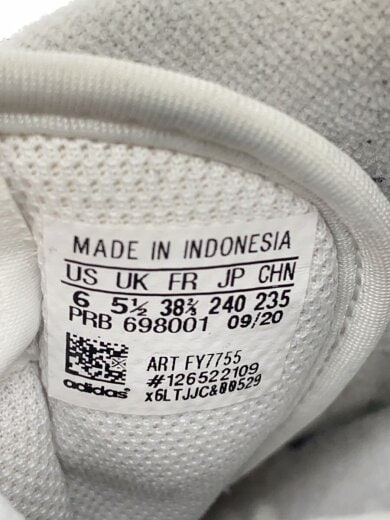 MADE IN INDONESIA
US UK FR JP CHN
6 5½ 38⅔ 240 235
PRB 698001 09/20
ART FY7755
#126522109
adidas x6LTJJC&00529